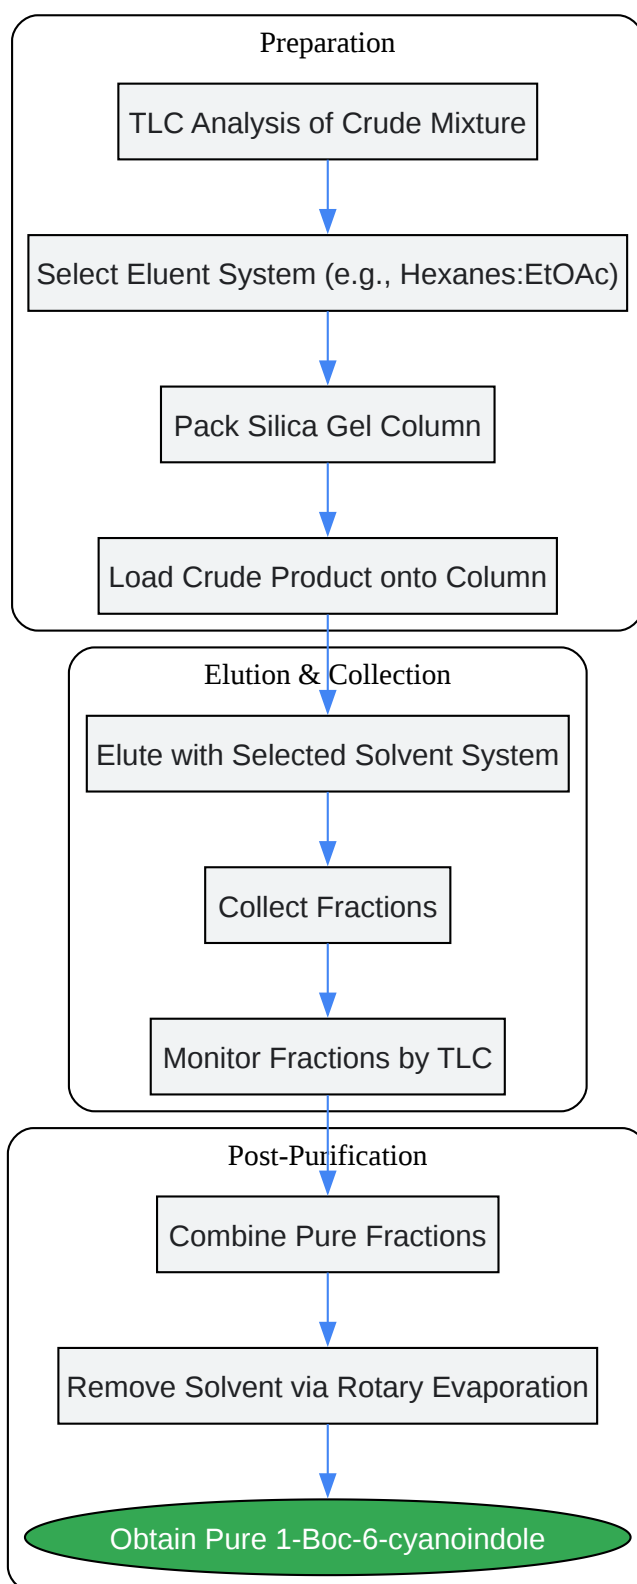 Preparation
TLC Analysis of Crude Mixture
Select Eluent System (e.g., Hexanes:EtOAc)
Pack Silica Gel Column
Load Crude Product onto Column
Elution & Collection
Elute with Selected Solvent System
Collect Fractions
Monitor Fractions by TLC
Post-Purification
Combine Pure Fractions
Remove Solvent via Rotary Evaporation
Obtain Pure 1-Boc-6-cyanoindole